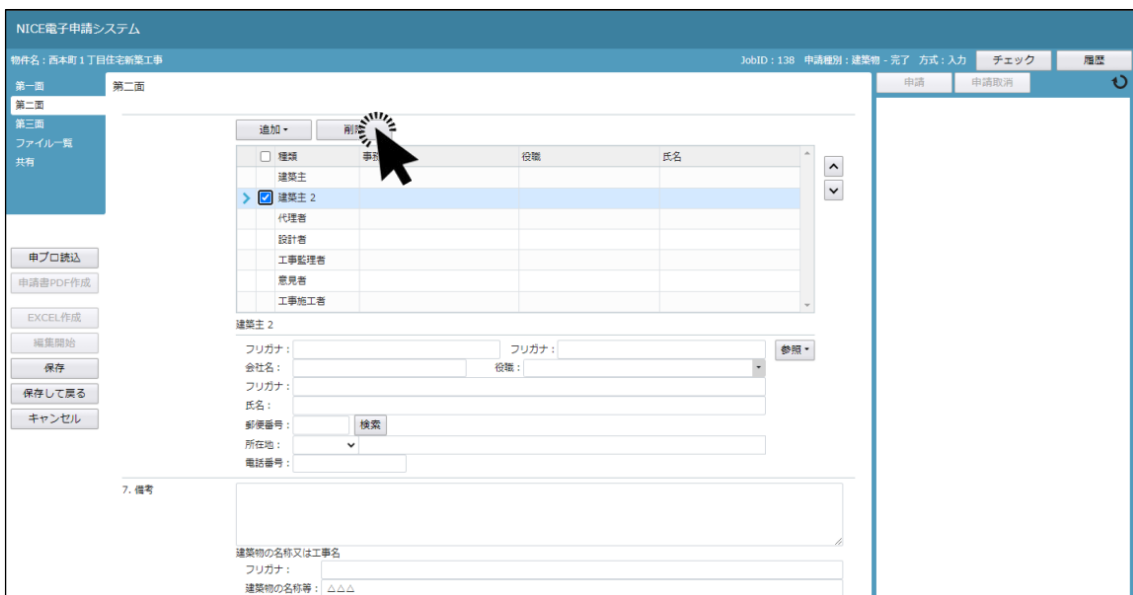 NICE電子申請システム
物件名：西本町１丁目住宅新築工事 JobID：138 申請種別：建築物 - 完了 方式：入力 チェック 履歴
第一面
第二面
第三面
ファイル一覧
共有
第二面
申請 申請取消
追加 削
種類 事務 役職 氏名
建築主
建築主 2
代理者
設計者
工事監理者
意見者
工事施工者
申プロ読込
申請書PDF作成
EXCEL作成
編集開始
保存
保存して戻る
キャンセル
建築主 2
フリガナ： フリガナ： 参照
会社名： 役職：
フリガナ：
氏名：
郵便番号： 検索
所在地：
電話番号：
7. 備考
建築物の名称又は工事名
フリガナ：
建築物の名称等： △△△